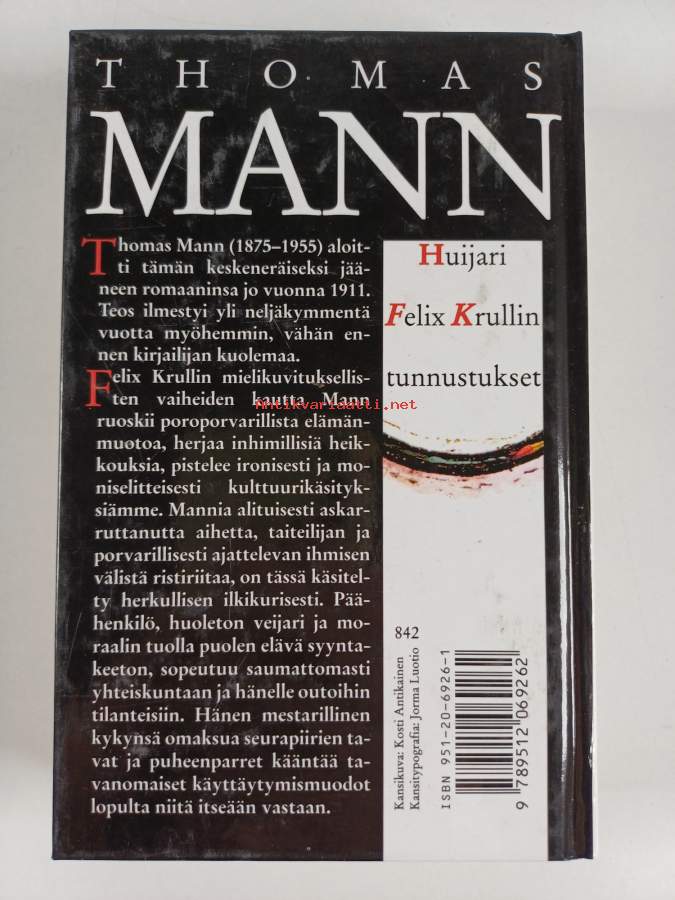 THOMAS
MANN
Thomas Mann (1875–1955) aloit-
ti tämän keskeneräiseksi jää-
neen romaaninsa jo vuonna 1911.
Teos ilmestyi yli neljäkymmentä
vuotta myöhemmin, vähän en-
nen kirjailijan kuolemaa.
Felix Krullin mielikuvituksellis-
ten vaiheiden kautta Mann
ruoskii poroporvarillista elämän-
muotoa, herjaa inhimillisiä heik-
kouksia, pistelee ironisesti ja mo-
niselitteisesti kulttuurikäsityk-
siämme. Mannia alituisesti askar-
ruttanutta aihetta, taiteilijan ja
porvarillisesti ajattelevan ihmisen
välistä ristiriitaa, on tässä käsitel-
ty herkullisen ilkikurisesti. Pää-
henkilö, huoleton veijari ja mo-
raalin tuolla puolen elävä syynta-
keeton, sopeutuu saumattomasti
yhteiskuntaan ja hänelle outoihin
tilanteisiin. Hänen mestarillinen
kykynsä omaksua seurapiirien ta-
vat ja puheenparret kääntää ta-
vanomaiset käyttäytymismuodot
lopulta niitä itseään vastaan.
Huijari
Felix Krullin
tunnustukset
Antikvariaatti.net
842
Kansikuva: Kosti Antikainen
Kansitypografia: Jorma Luotio
ISBN 951-20-6926-1
9 789512 069262